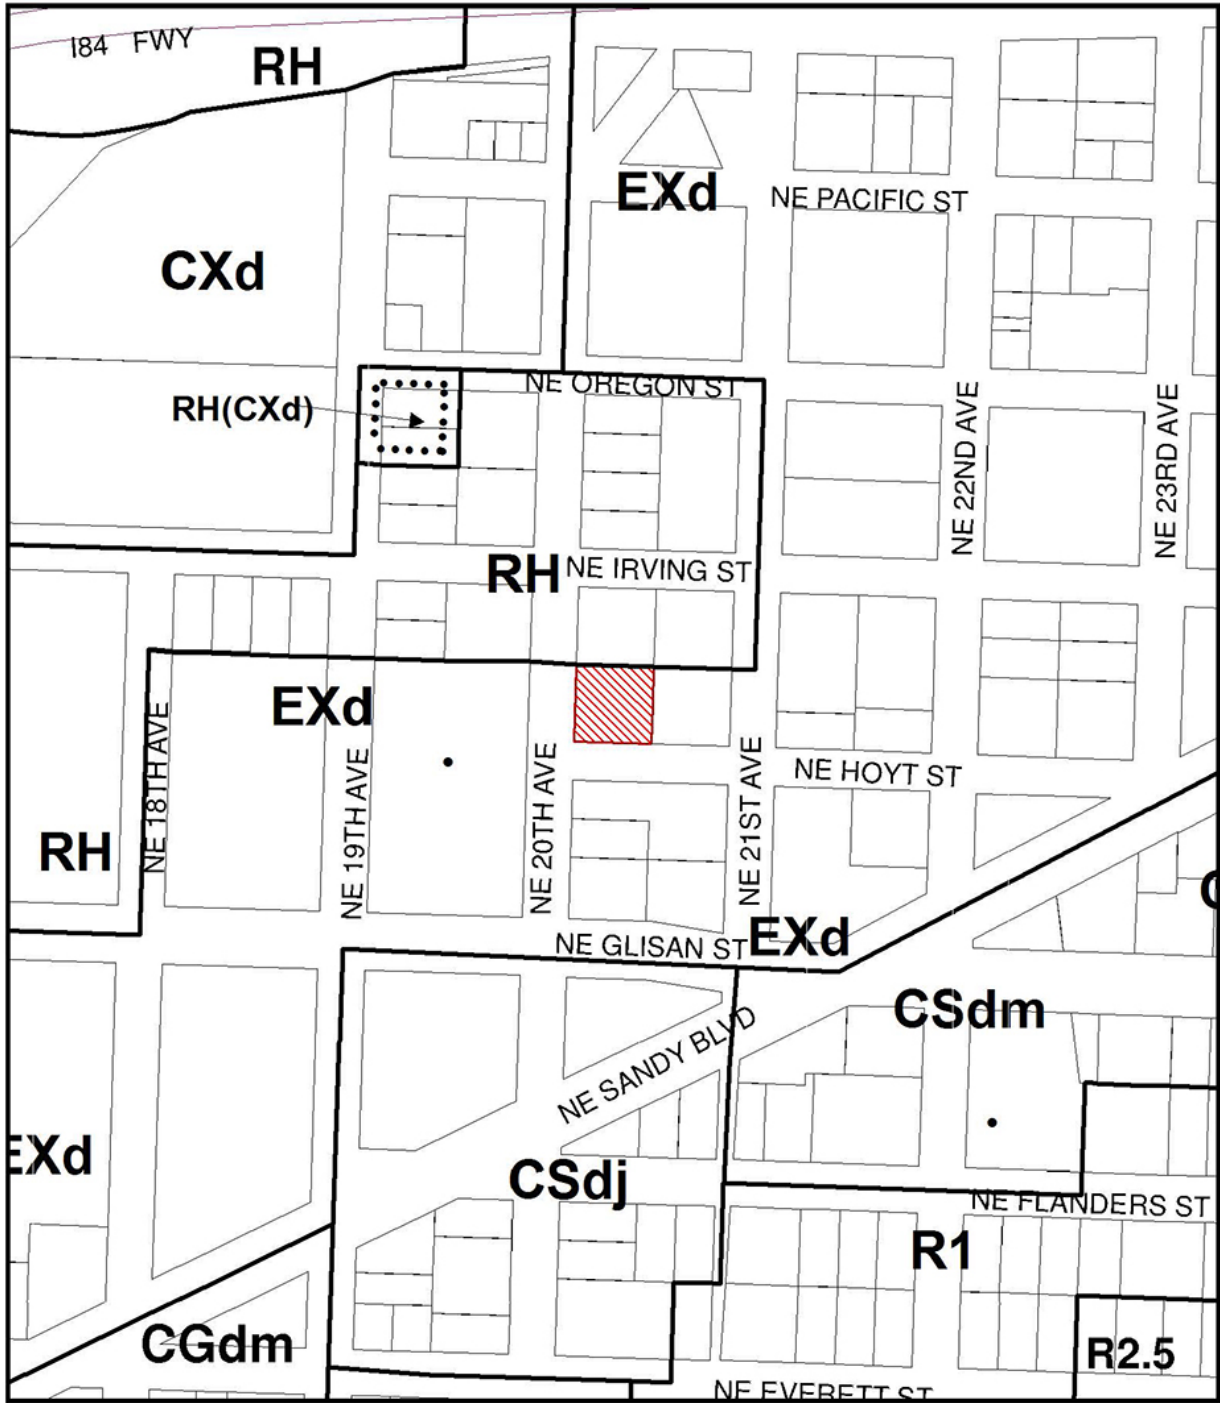 I84 FWY
RH
EXd
NE PACIFIC ST
CXd
NE OREGON ST
RH(CXd)
NE 22ND AVE
NE 23RD AVE
RH
NE IRVING ST
EXd
NE 18TH AVE
NE 19TH AVE
NE 20TH AVE
NE 21ST AVE
NE HOYT ST
RH
C
NE GLISAN ST
EXd
CSdm
NE SANDY BLVD
EXd
CSdj
NE FLANDERS ST
R1
CGdm
R2.5
NE EVERETT ST